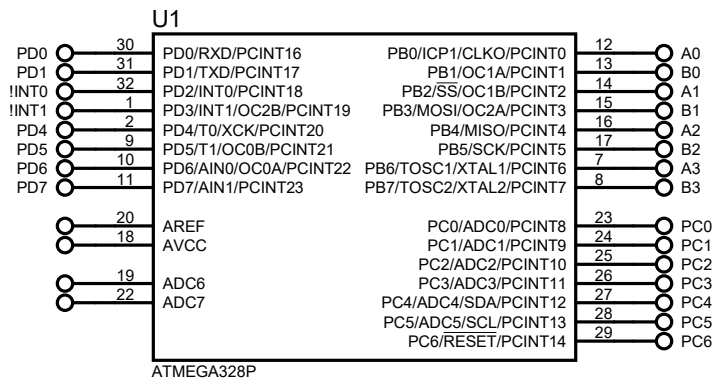 U1
PD0 30 PD0/RXD/PCINT16 PB0/ICP1/CLKO/PCINT0 12 A0
PD1 31 PD1/TXD/PCINT17 PB1/OC1A/PCINT1 13 B0
!INT0 32 PD2/INT0/PCINT18 PB2/SS/OC1B/PCINT2 14 A1
!INT1 1 PD3/INT1/OC2B/PCINT19 PB3/MOSI/OC2A/PCINT3 15 B1
PD4 2 PD4/T0/XCK/PCINT20 PB4/MISO/PCINT4 16 A2
PD5 9 PD5/T1/OC0B/PCINT21 PB5/SCK/PCINT5 17 B2
PD6 10 PD6/AIN0/OC0A/PCINT22 PB6/TOSC1/XTAL1/PCINT6 7 A3
PD7 11 PD7/AIN1/PCINT23 PB7/TOSC2/XTAL2/PCINT7 8 B3
20 AREF PC0/ADC0/PCINT8 23 PC0
18 AVCC PC1/ADC1/PCINT9 24 PC1
PC2/ADC2/PCINT10 25 PC2
19 ADC6 PC3/ADC3/PCINT11 26 PC3
22 ADC7 PC4/ADC4/SDA/PCINT12 27 PC4
PC5/ADC5/SCL/PCINT13 28 PC5
PC6/RESET/PCINT14 29 PC6
ATMEGA328P